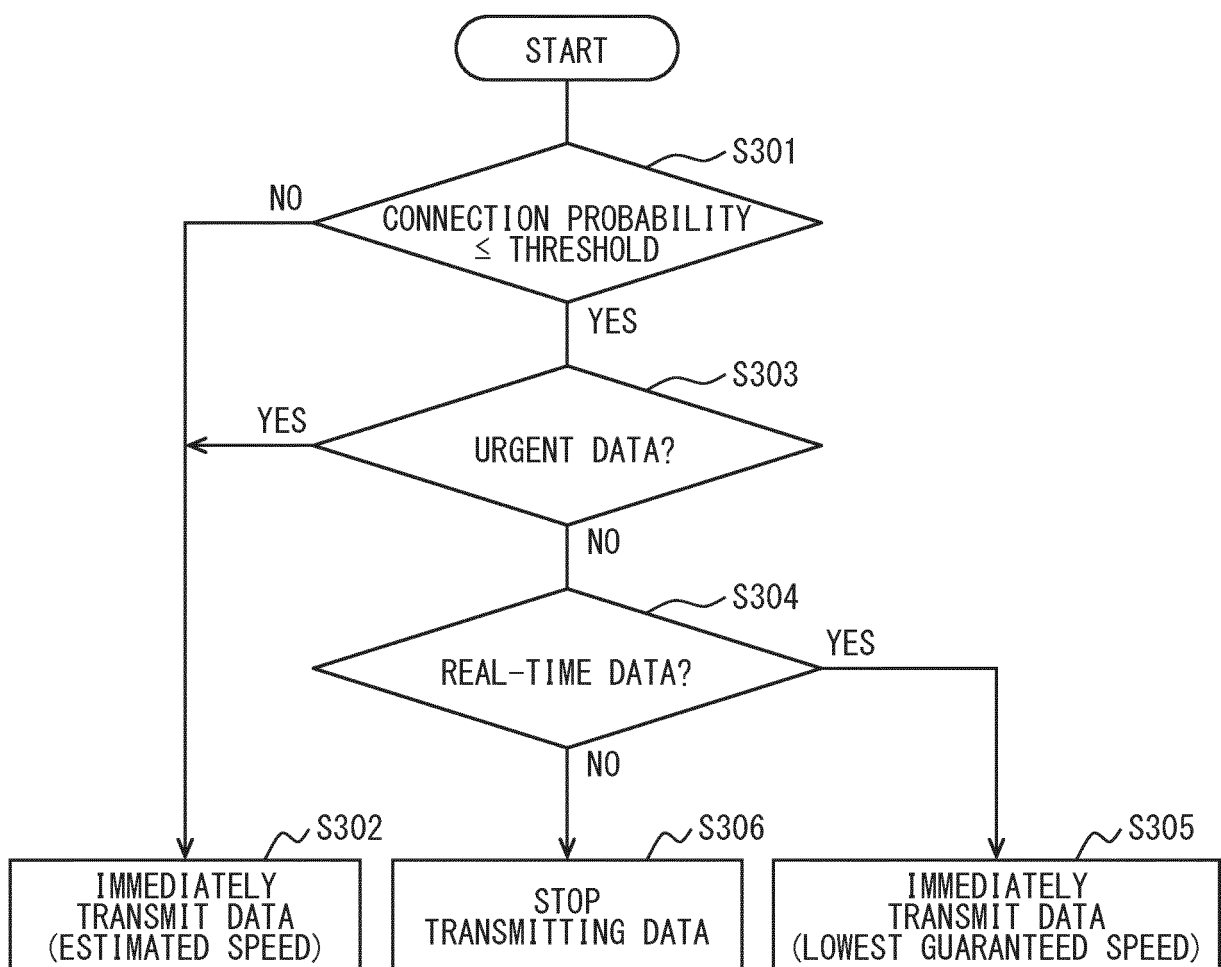 START
S301
NO
CONNECTION PROBABILITY
≤ THRESHOLD
YES
S303
YES
URGENT DATA?
NO
S304
YES
REAL-TIME DATA?
NO
S302
S306
S305
IMMEDIATELY
TRANSMIT DATA
(ESTIMATED SPEED)
STOP
TRANSMITTING DATA
IMMEDIATELY
TRANSMIT DATA
(LOWEST GUARANTEED SPEED)